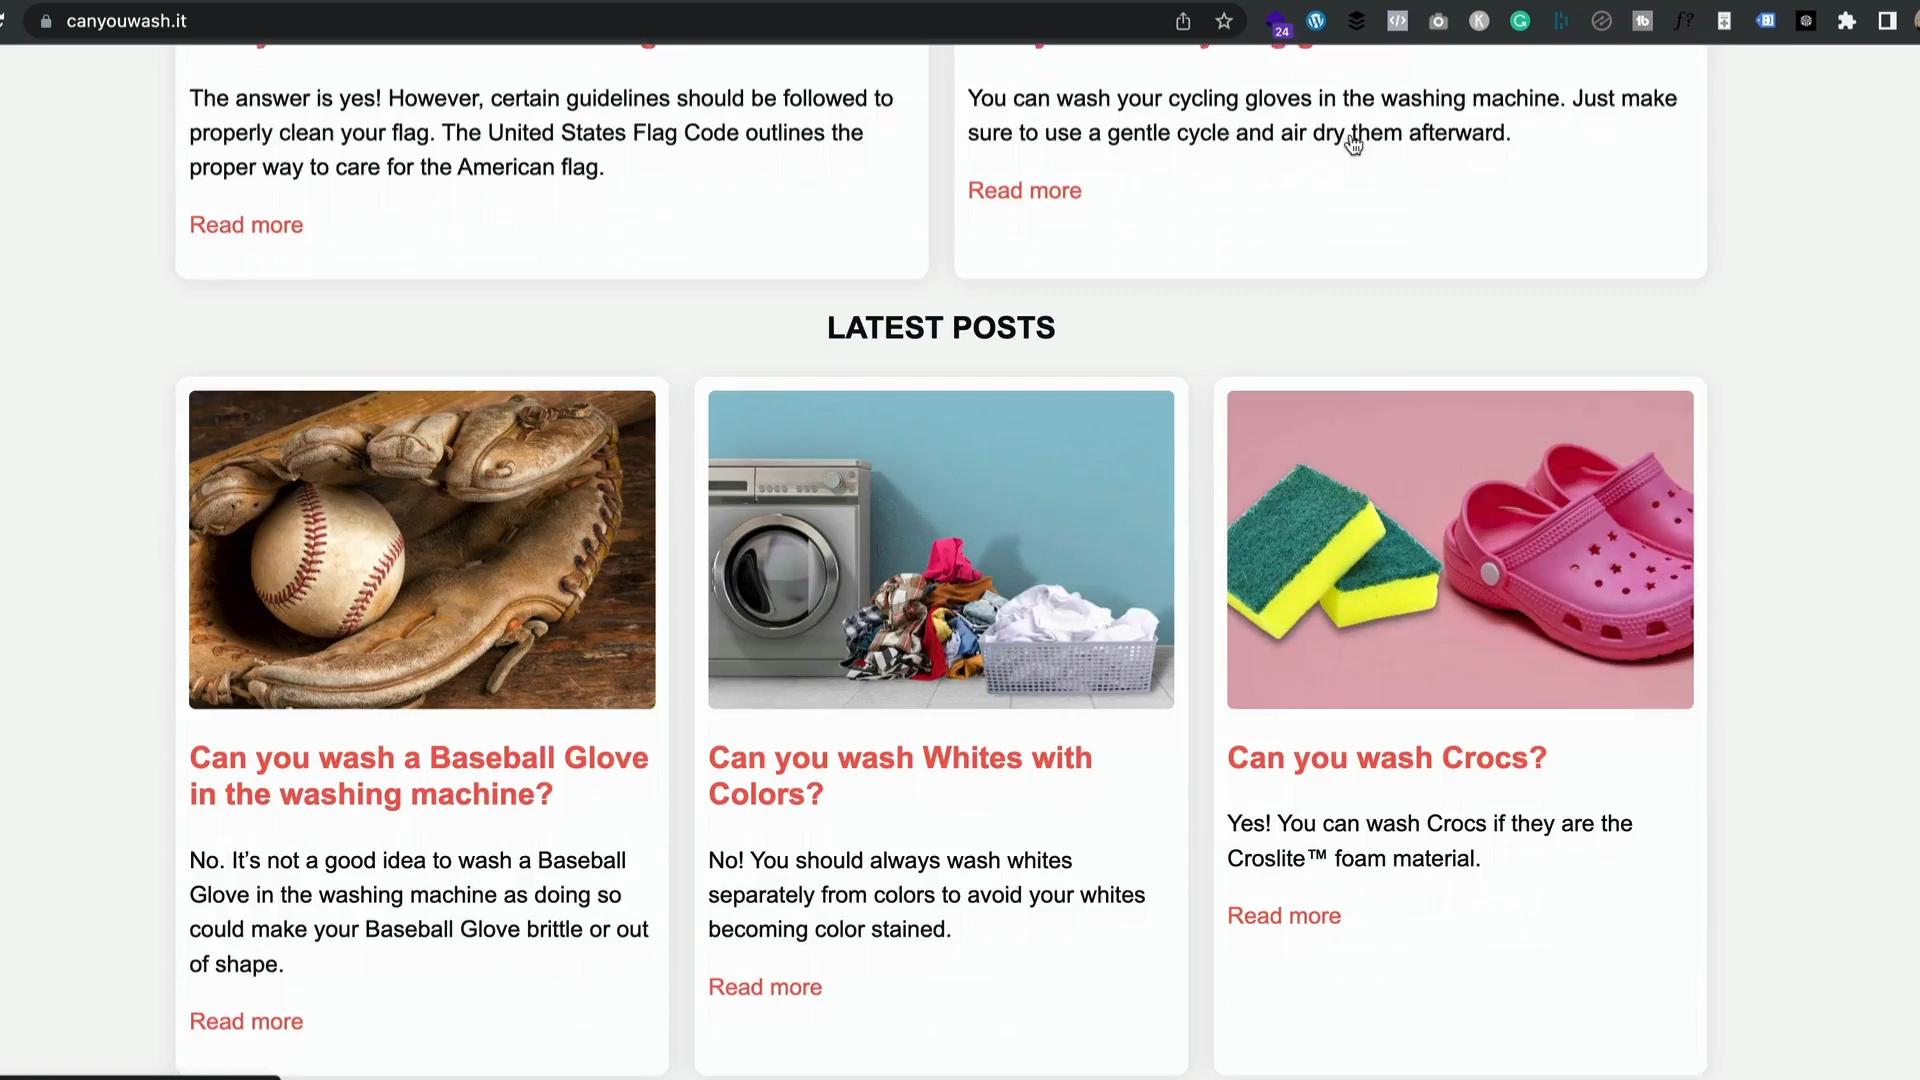 canyouwash.it
24
The answer is yes! However, certain guidelines should be followed to
properly clean your flag. The United States Flag Code outlines the
proper way to care for the American flag.
Read more
You can wash your cycling gloves in the washing machine. Just make
sure to use a gentle cycle and air dry them afterward.
Read more
LATEST POSTS
Can you wash a Baseball Glove
in the washing machine?
No. It’s not a good idea to wash a Baseball
Glove in the washing machine as doing so
could make your Baseball Glove brittle or out
of shape.
Read more
Can you wash Whites with
Colors?
No! You should always wash whites
separately from colors to avoid your whites
becoming color stained.
Read more
Can you wash Crocs?
Yes! You can wash Crocs if they are the
Croslite™ foam material.
Read more